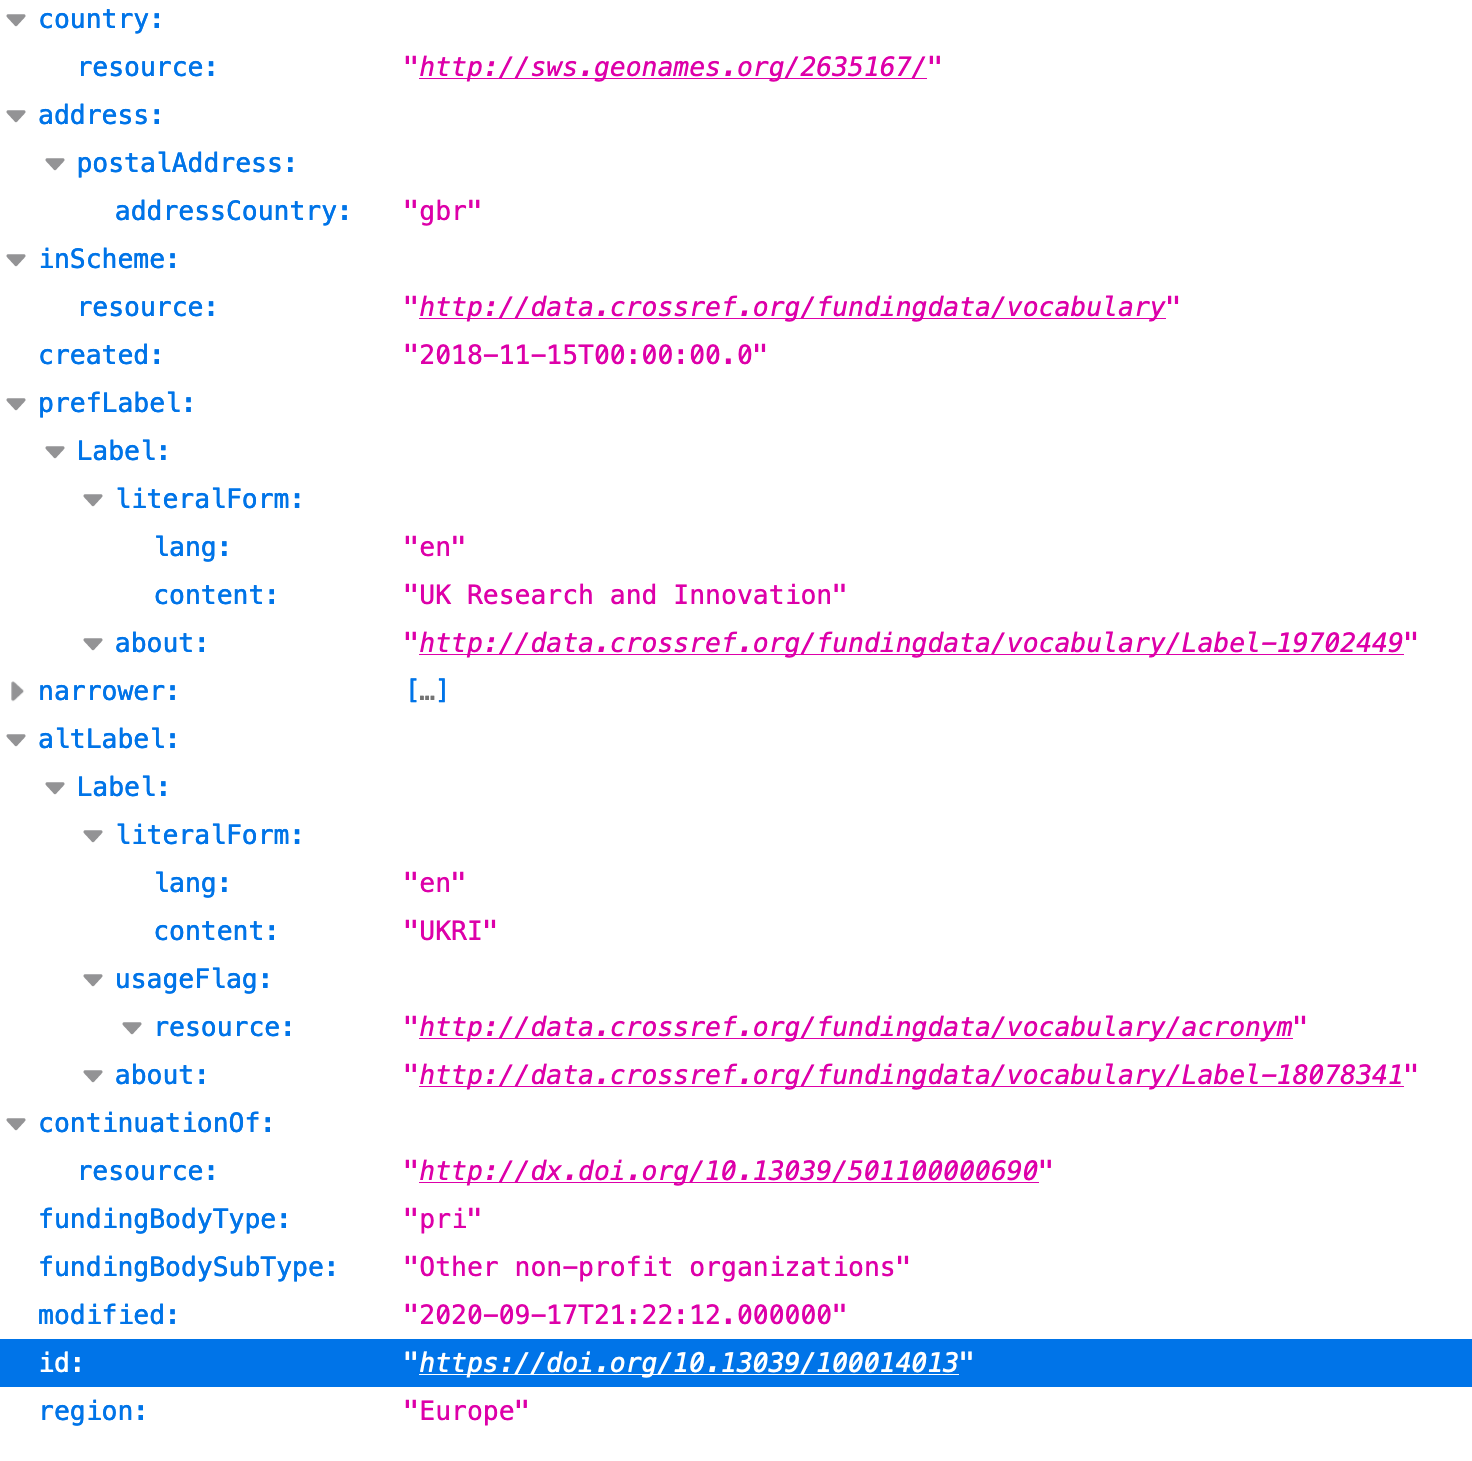 country:
resource: "http://sws.geonames.org/2635167/"
address:
postalAddress:
addressCountry: "gbr"
inScheme:
resource: "http://data.crossref.org/fundingdata/vocabulary"
created: "2018-11-15T00:00:00.0"
prefLabel:
Label:
literalForm:
lang: "en"
content: "UK Research and Innovation"
about: "http://data.crossref.org/fundingdata/vocabulary/Label-19702449"
narrower: […]
altLabel:
Label:
literalForm:
lang: "en"
content: "UKRI"
usageFlag:
resource: "http://data.crossref.org/fundingdata/vocabulary/acronym"
about: "http://data.crossref.org/fundingdata/vocabulary/Label-18078341"
continuationOf:
resource: "http://dx.doi.org/10.13039/501100000690"
fundingBodyType: "pri"
fundingBodySubType: "Other non-profit organizations"
modified: "2020-09-17T21:22:12.000000"
id: "https://doi.org/10.13039/100014013"
region: "Europe"